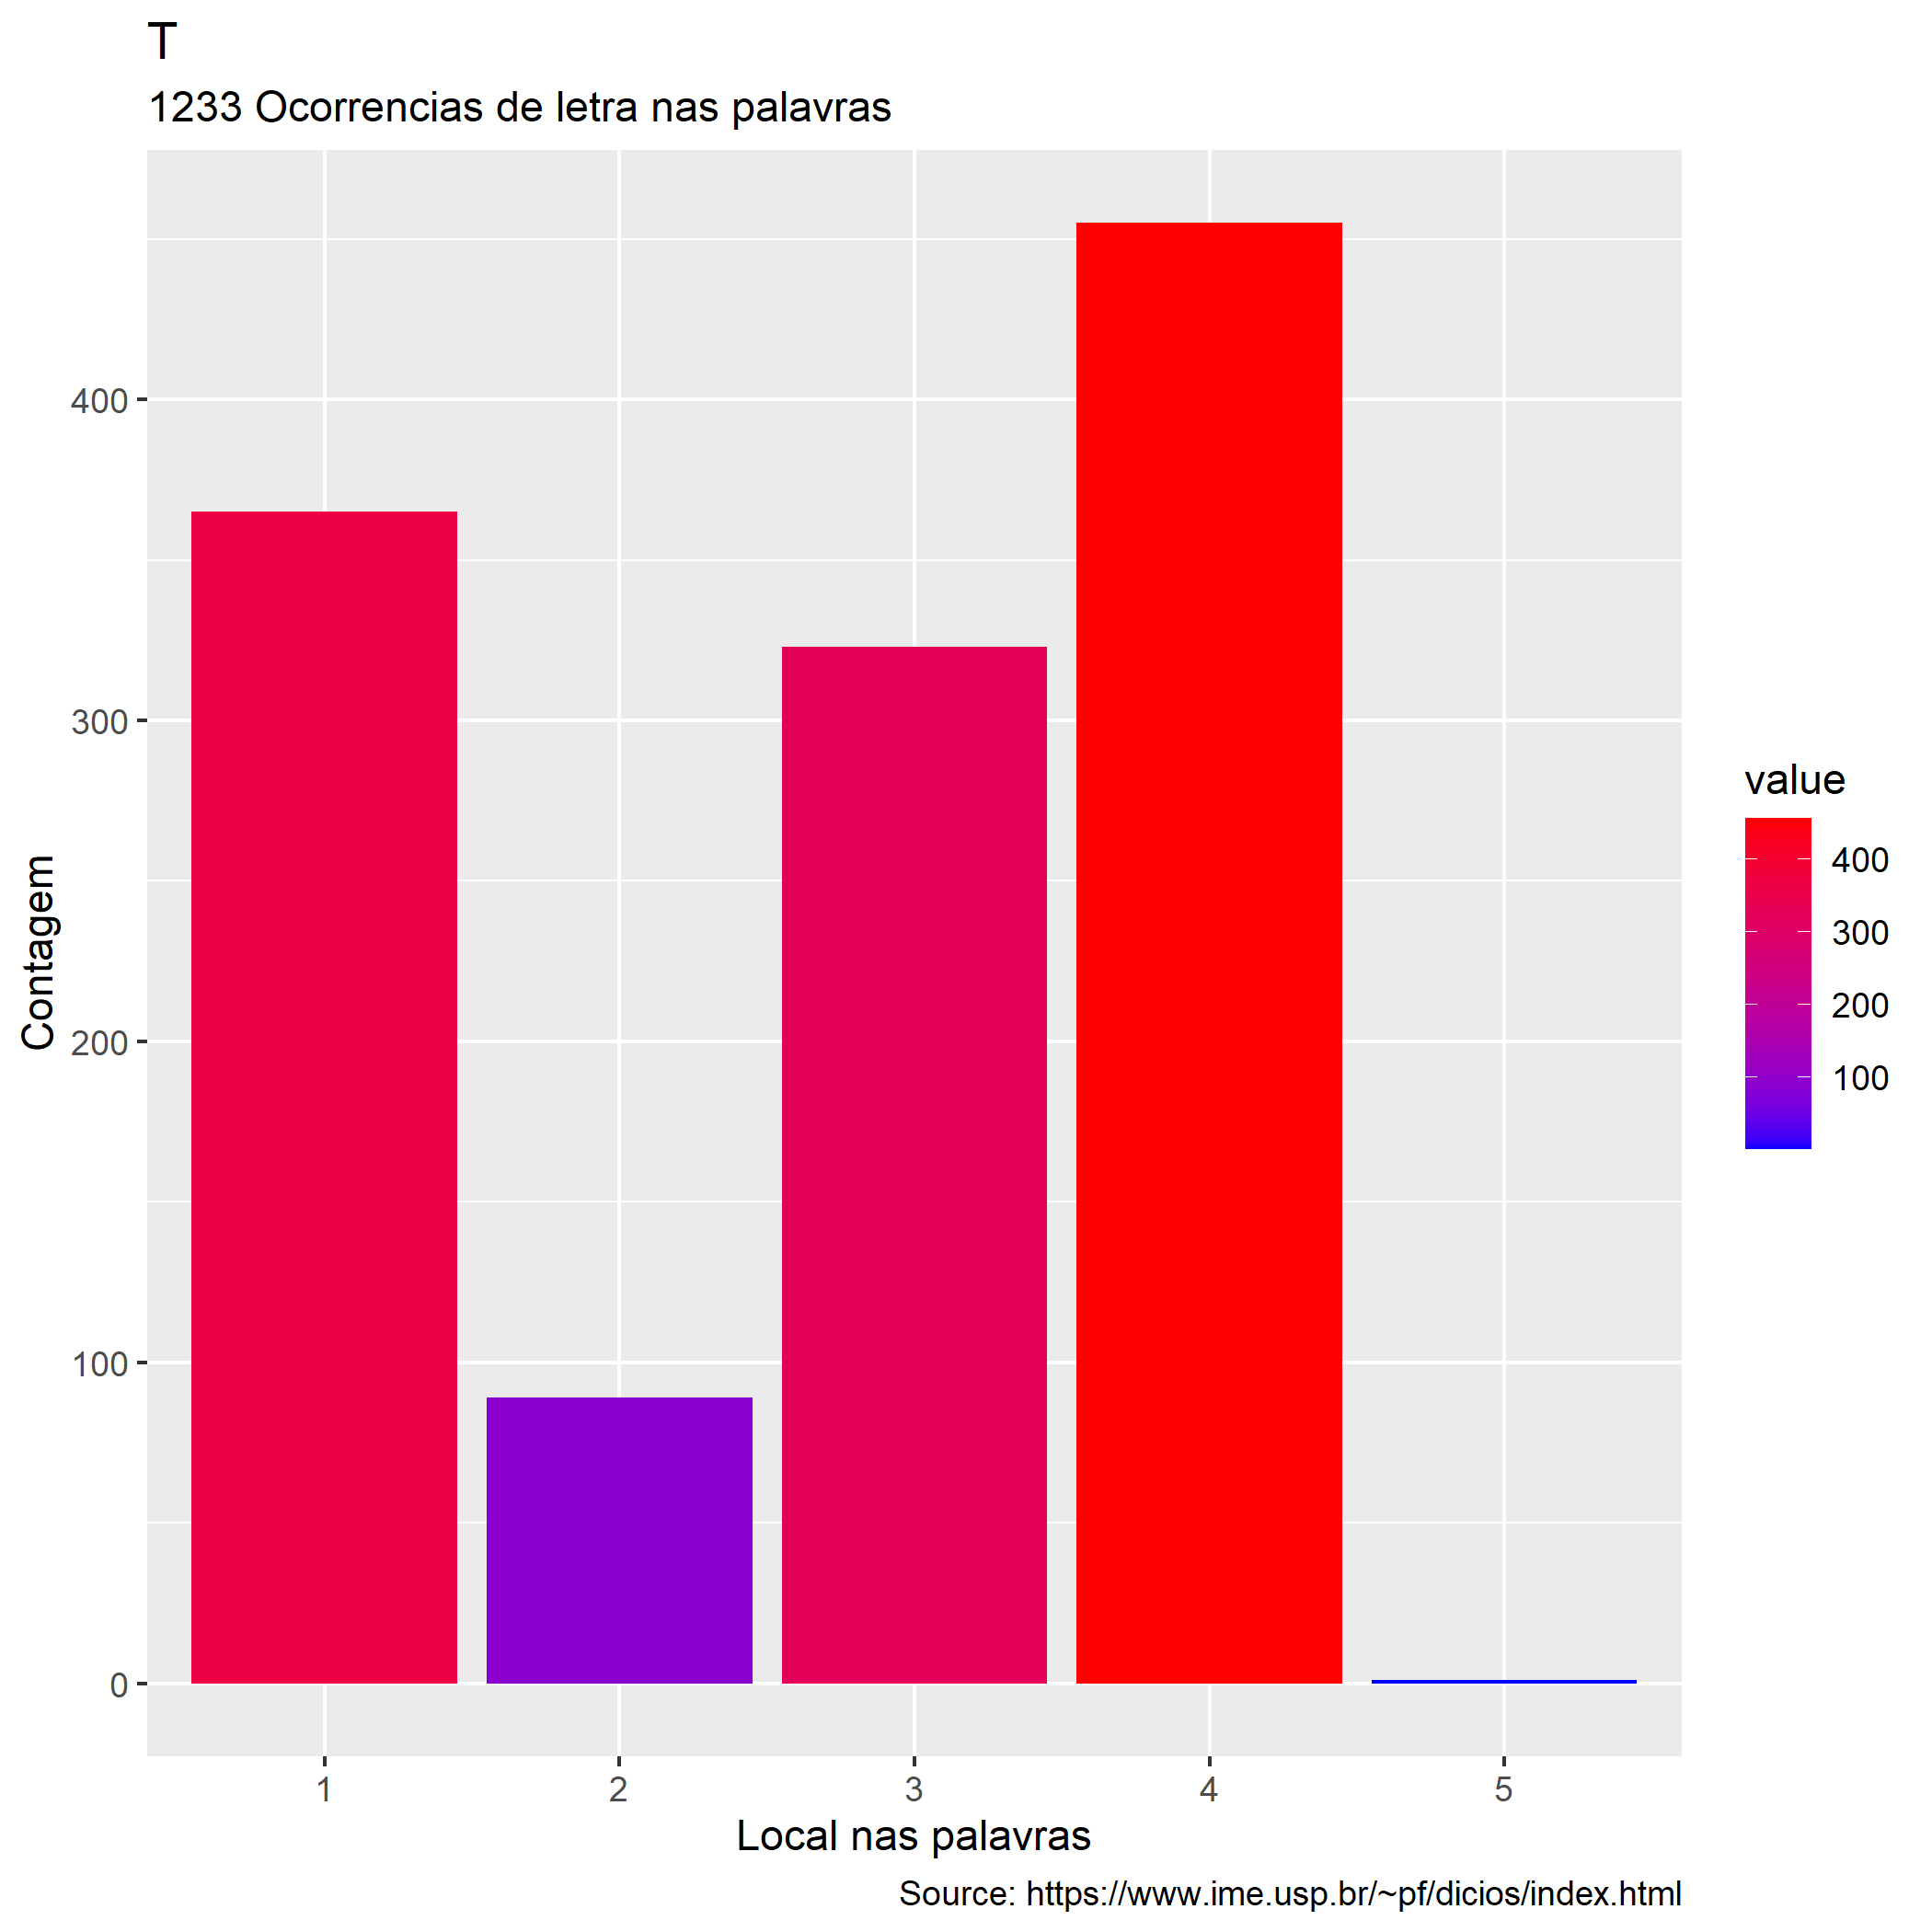 T
1233 Ocorrencias de letra nas palavras
Contagem
400
300
200
100
0
1 2 3 4 5
Local nas palavras
value
400
300
200
100
Source: https://www.ime.usp.br/~pf/dicios/index.html